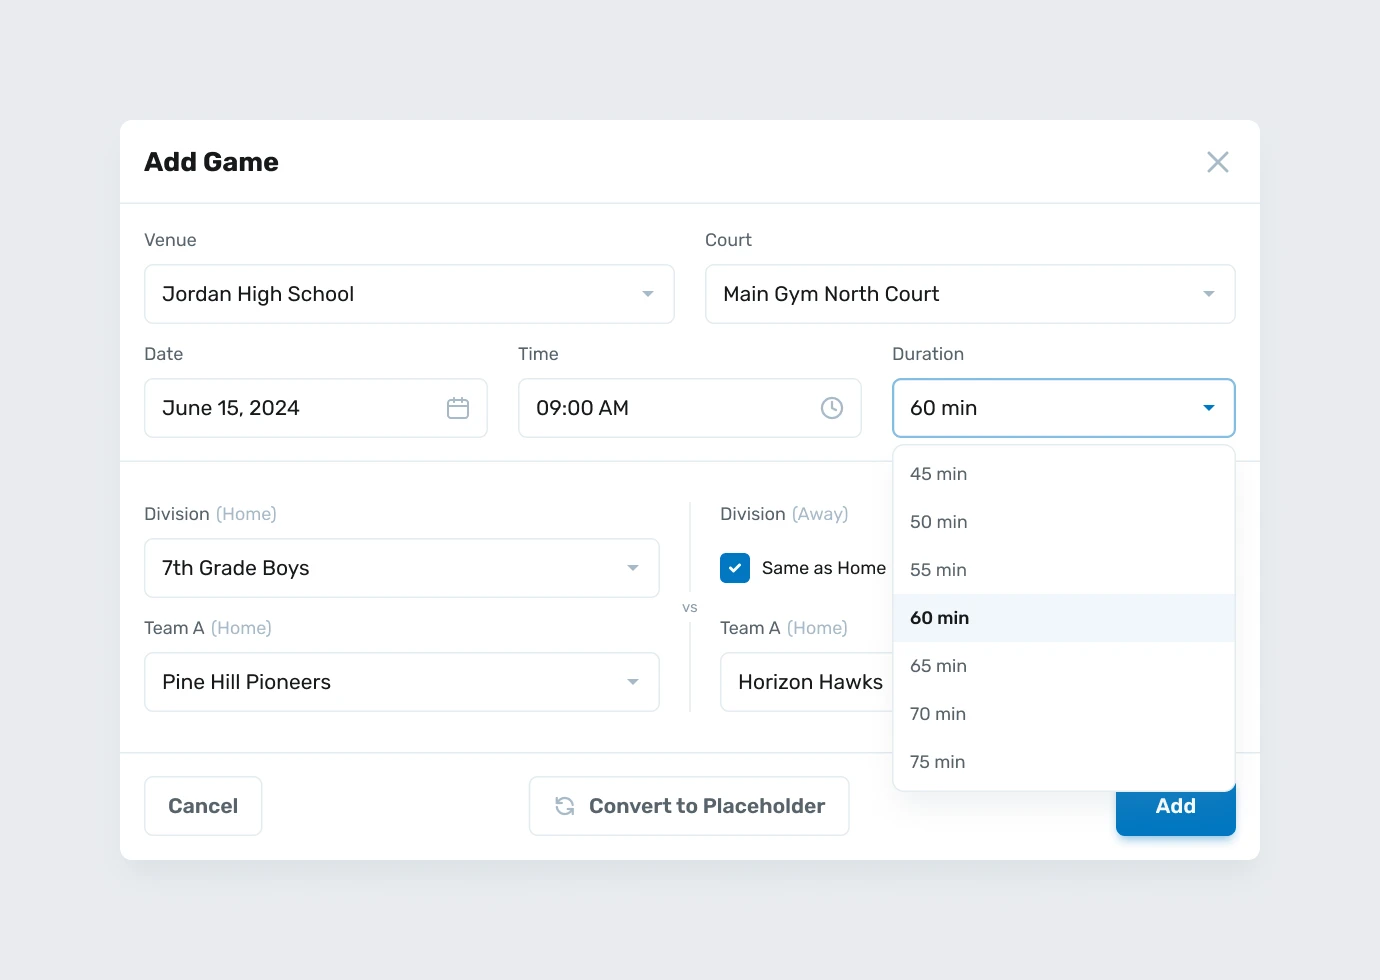 Add Game
Venue
Court
Jordan High School
Main Gym North Court
Date
Time
Duration
June 15, 2024
09:00 AM
60 min
45 min
50 min
55 min
60 min
65 min
70 min
75 min
Division (Home)
7th Grade Boys
Team A (Home)
Pine Hill Pioneers
vs
Division (Away)
Same as Home
Team A (Home)
Horizon Hawks
Cancel
Convert to Placeholder
Add